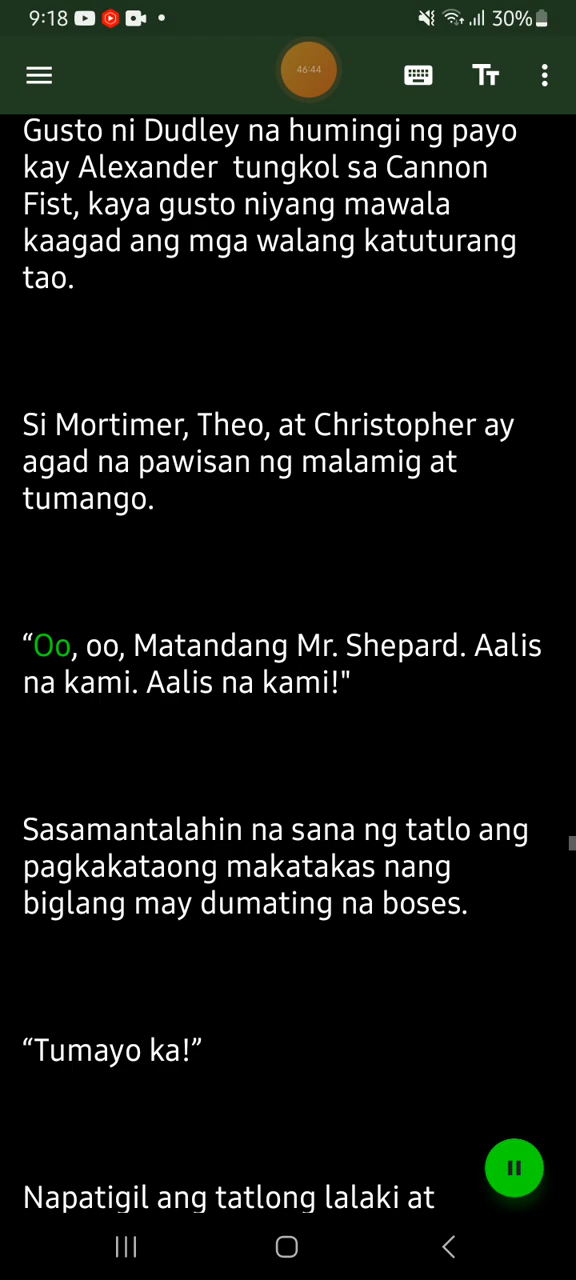 9:18
30%
46:44
Gusto ni Dudley na humingi ng payo
kay Alexander  tungkol sa Cannon
Fist, kaya gusto niyang mawala
kaagad ang mga walang katuturang
tao.
Si Mortimer, Theo, at Christopher ay
agad na pawisan ng malamig at
tumango.
“Oo, oo, Matandang Mr. Shepard. Aalis
na kami. Aalis na kami!"
Sasamantalahin na sana ng tatlo ang
pagkakataong makatakas nang
biglang may dumating na boses.
“Tumayo ka!”
Napatigil ang tatlong lalaki at